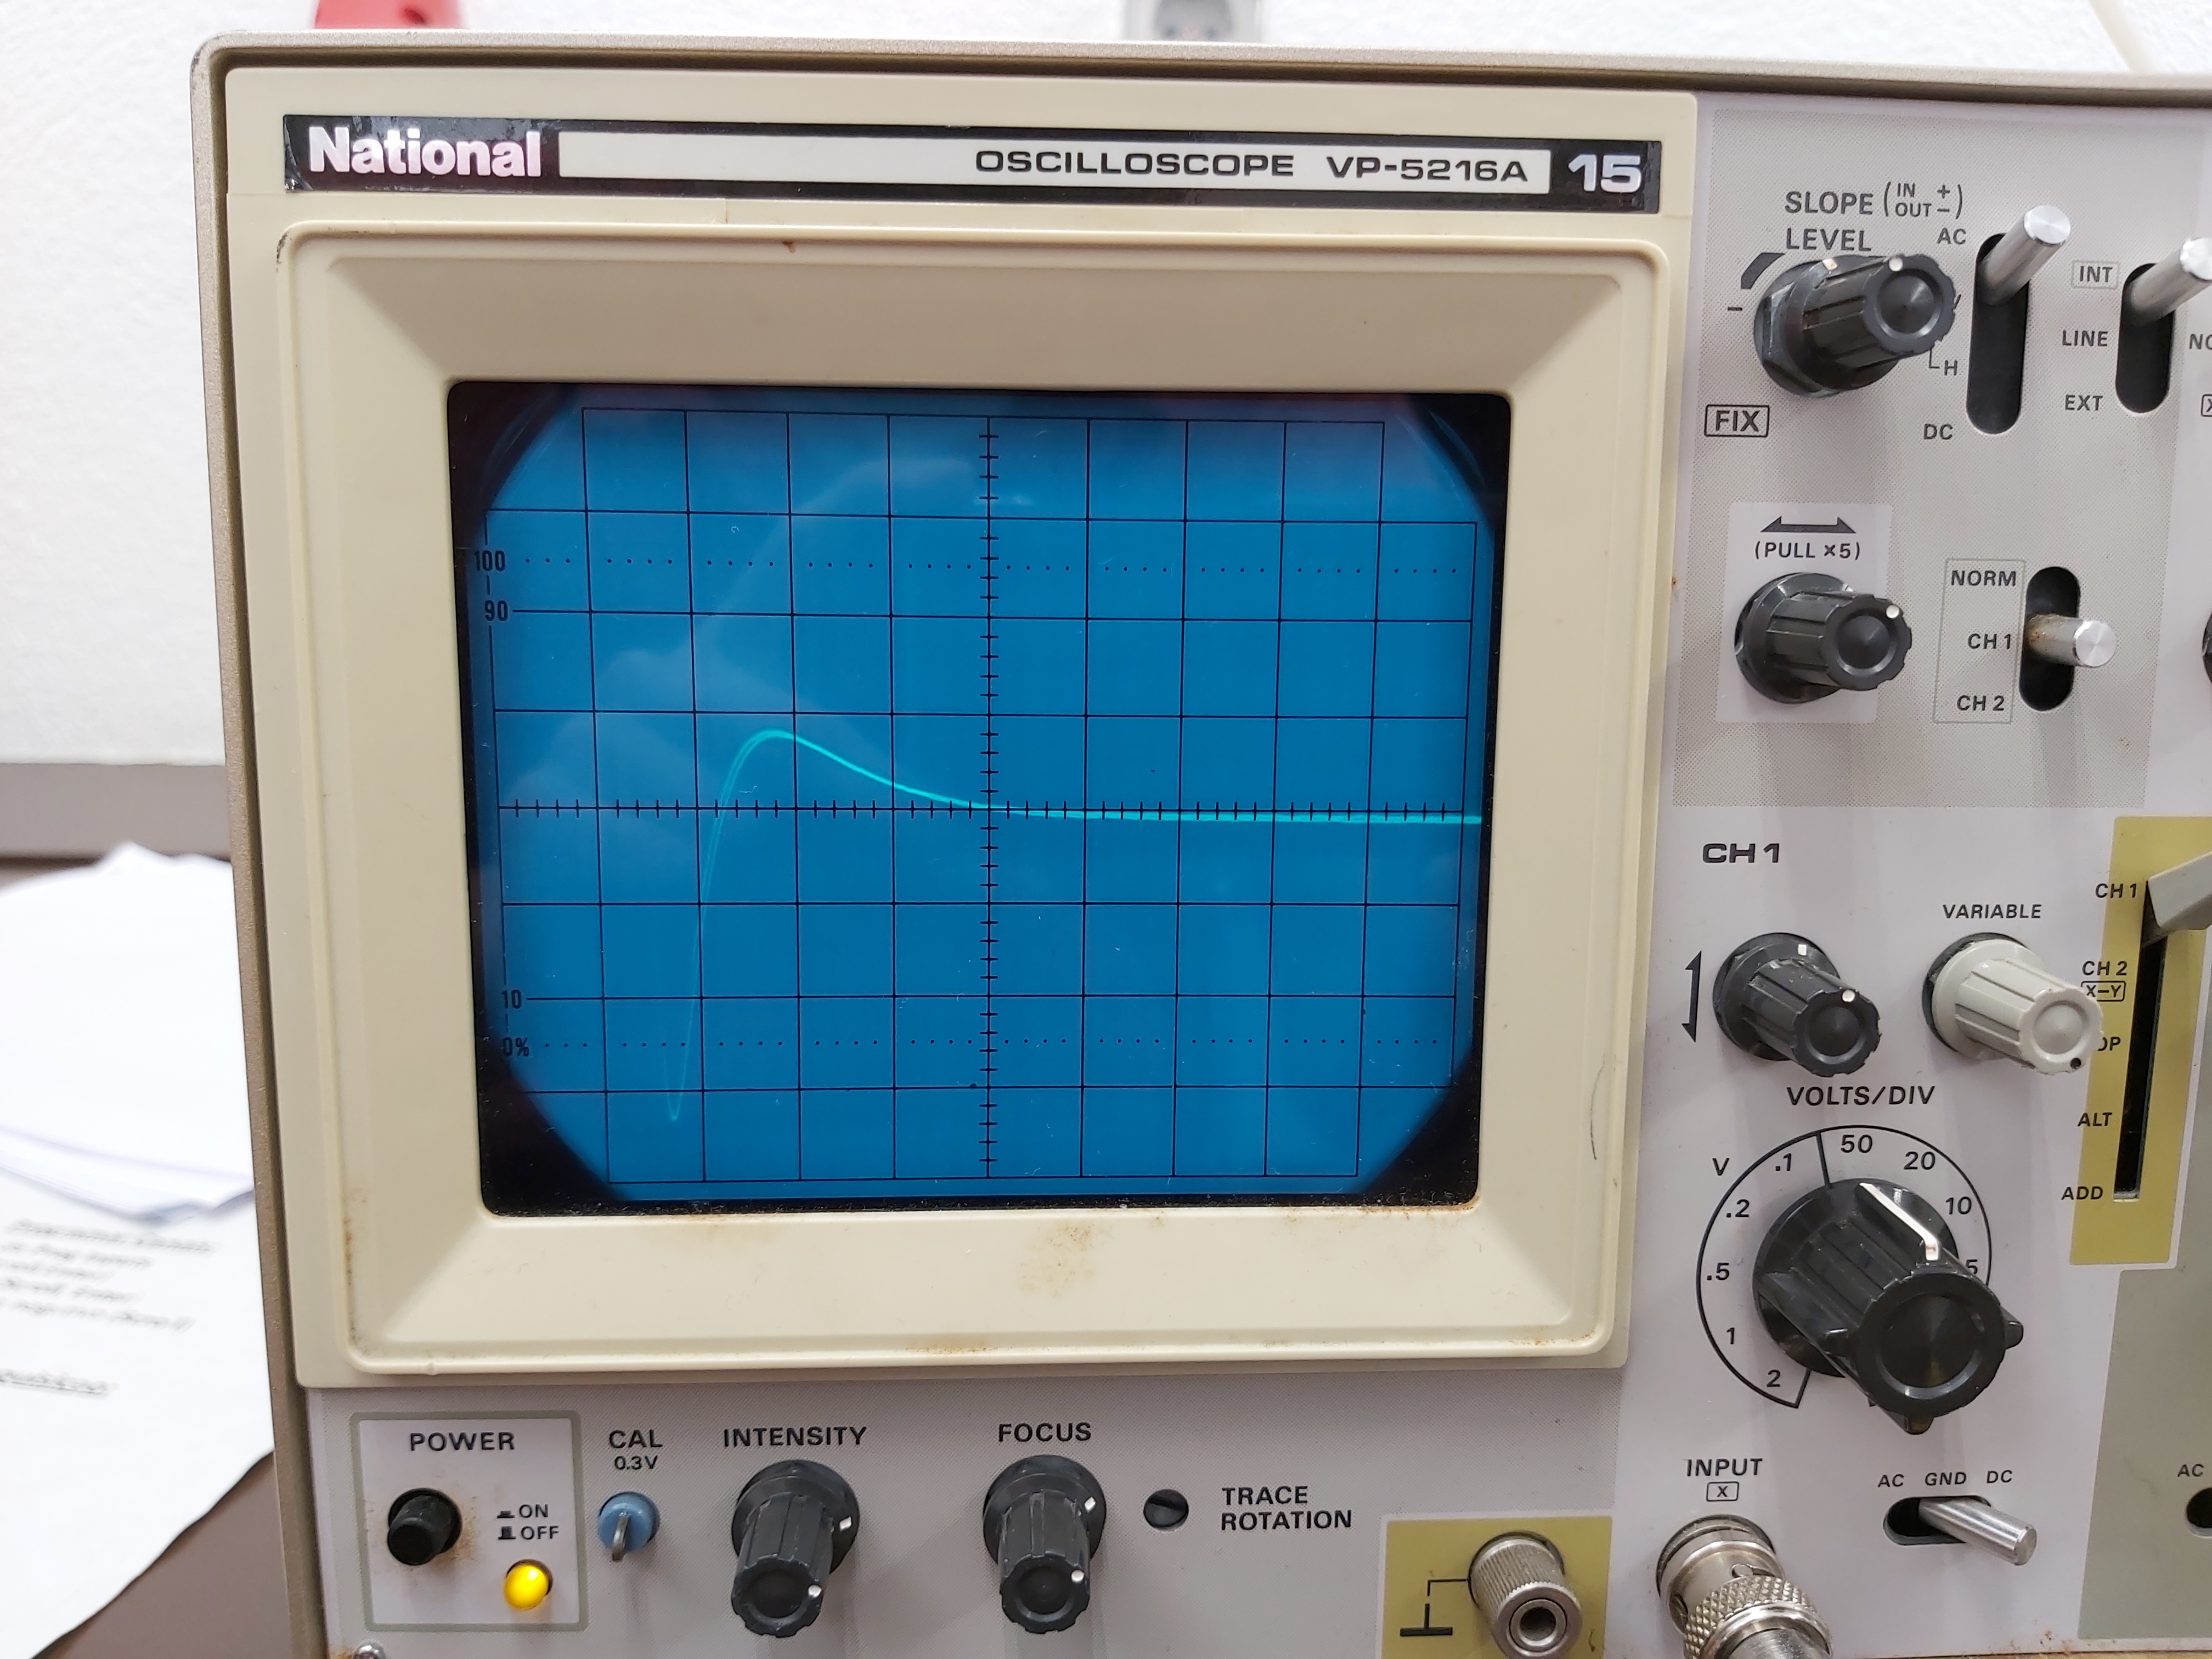 National
OSCILLOSCOPE VP-5216A 15
SLOPE (IN + OUT −)
LEVEL
AC
−
H
FIX
DC
INT
LINE
EXT
(PULL ×5)
NORM
CH 1
CH 2
100
90
10
0%
CH 1
VARIABLE
CH 1
CH 2
X-Y
OP
ALT
ADD
VOLTS/DIV
V
.1
50
20
.2
10
.5
5
1
2
POWER
ON
OFF
CAL
0.3V
INTENSITY
FOCUS
TRACE
ROTATION
INPUT
X
AC GND DC
AC